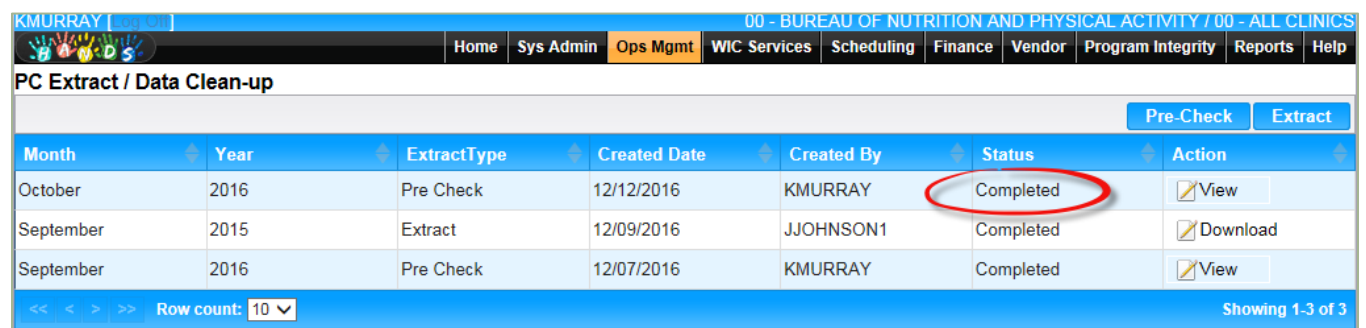 KMURRAY [Log Off] 00 - BUREAU OF NUTRITION AND PHYSICAL ACTIVITY / 00 - ALL CLINICS
HANDS Home Sys Admin Ops Mgmt WIC Services Scheduling Finance Vendor Program Integrity Reports Help
PC Extract / Data Clean-up
Pre-Check Extract
Month Year ExtractType Created Date Created By Status Action
October 2016 Pre Check 12/12/2016 KMURRAY Completed View
September 2015 Extract 12/09/2016 JJOHNSON1 Completed Download
September 2016 Pre Check 12/07/2016 KMURRAY Completed View
<< < > >> Row count: 10 Showing 1-3 of 3